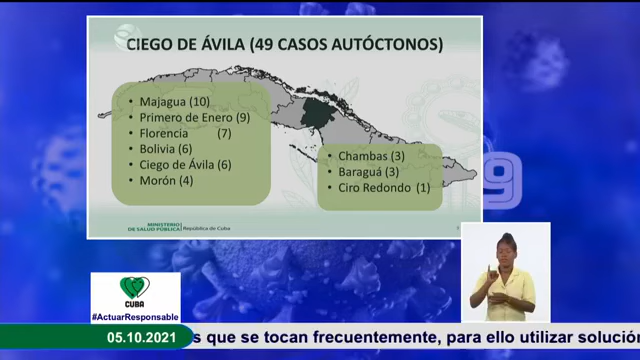 CIEGO DE ÁVILA (49 CASOS AUTÓCTONOS)
• Majagua (10)
• Primero de Enero (9)
• Florencia (7)
• Bolivia (6)
• Ciego de Ávila (6)
• Morón (4)
• Chambas (3)
• Baraguá (3)
• Ciro Redondo (1)
MINISTERIO
DE SALUD PÚBLICA
República de Cuba
9
CUBA
#ActuarResponsable
05.10.2021
s que se tocan frecuentemente, para ello utilizar solució